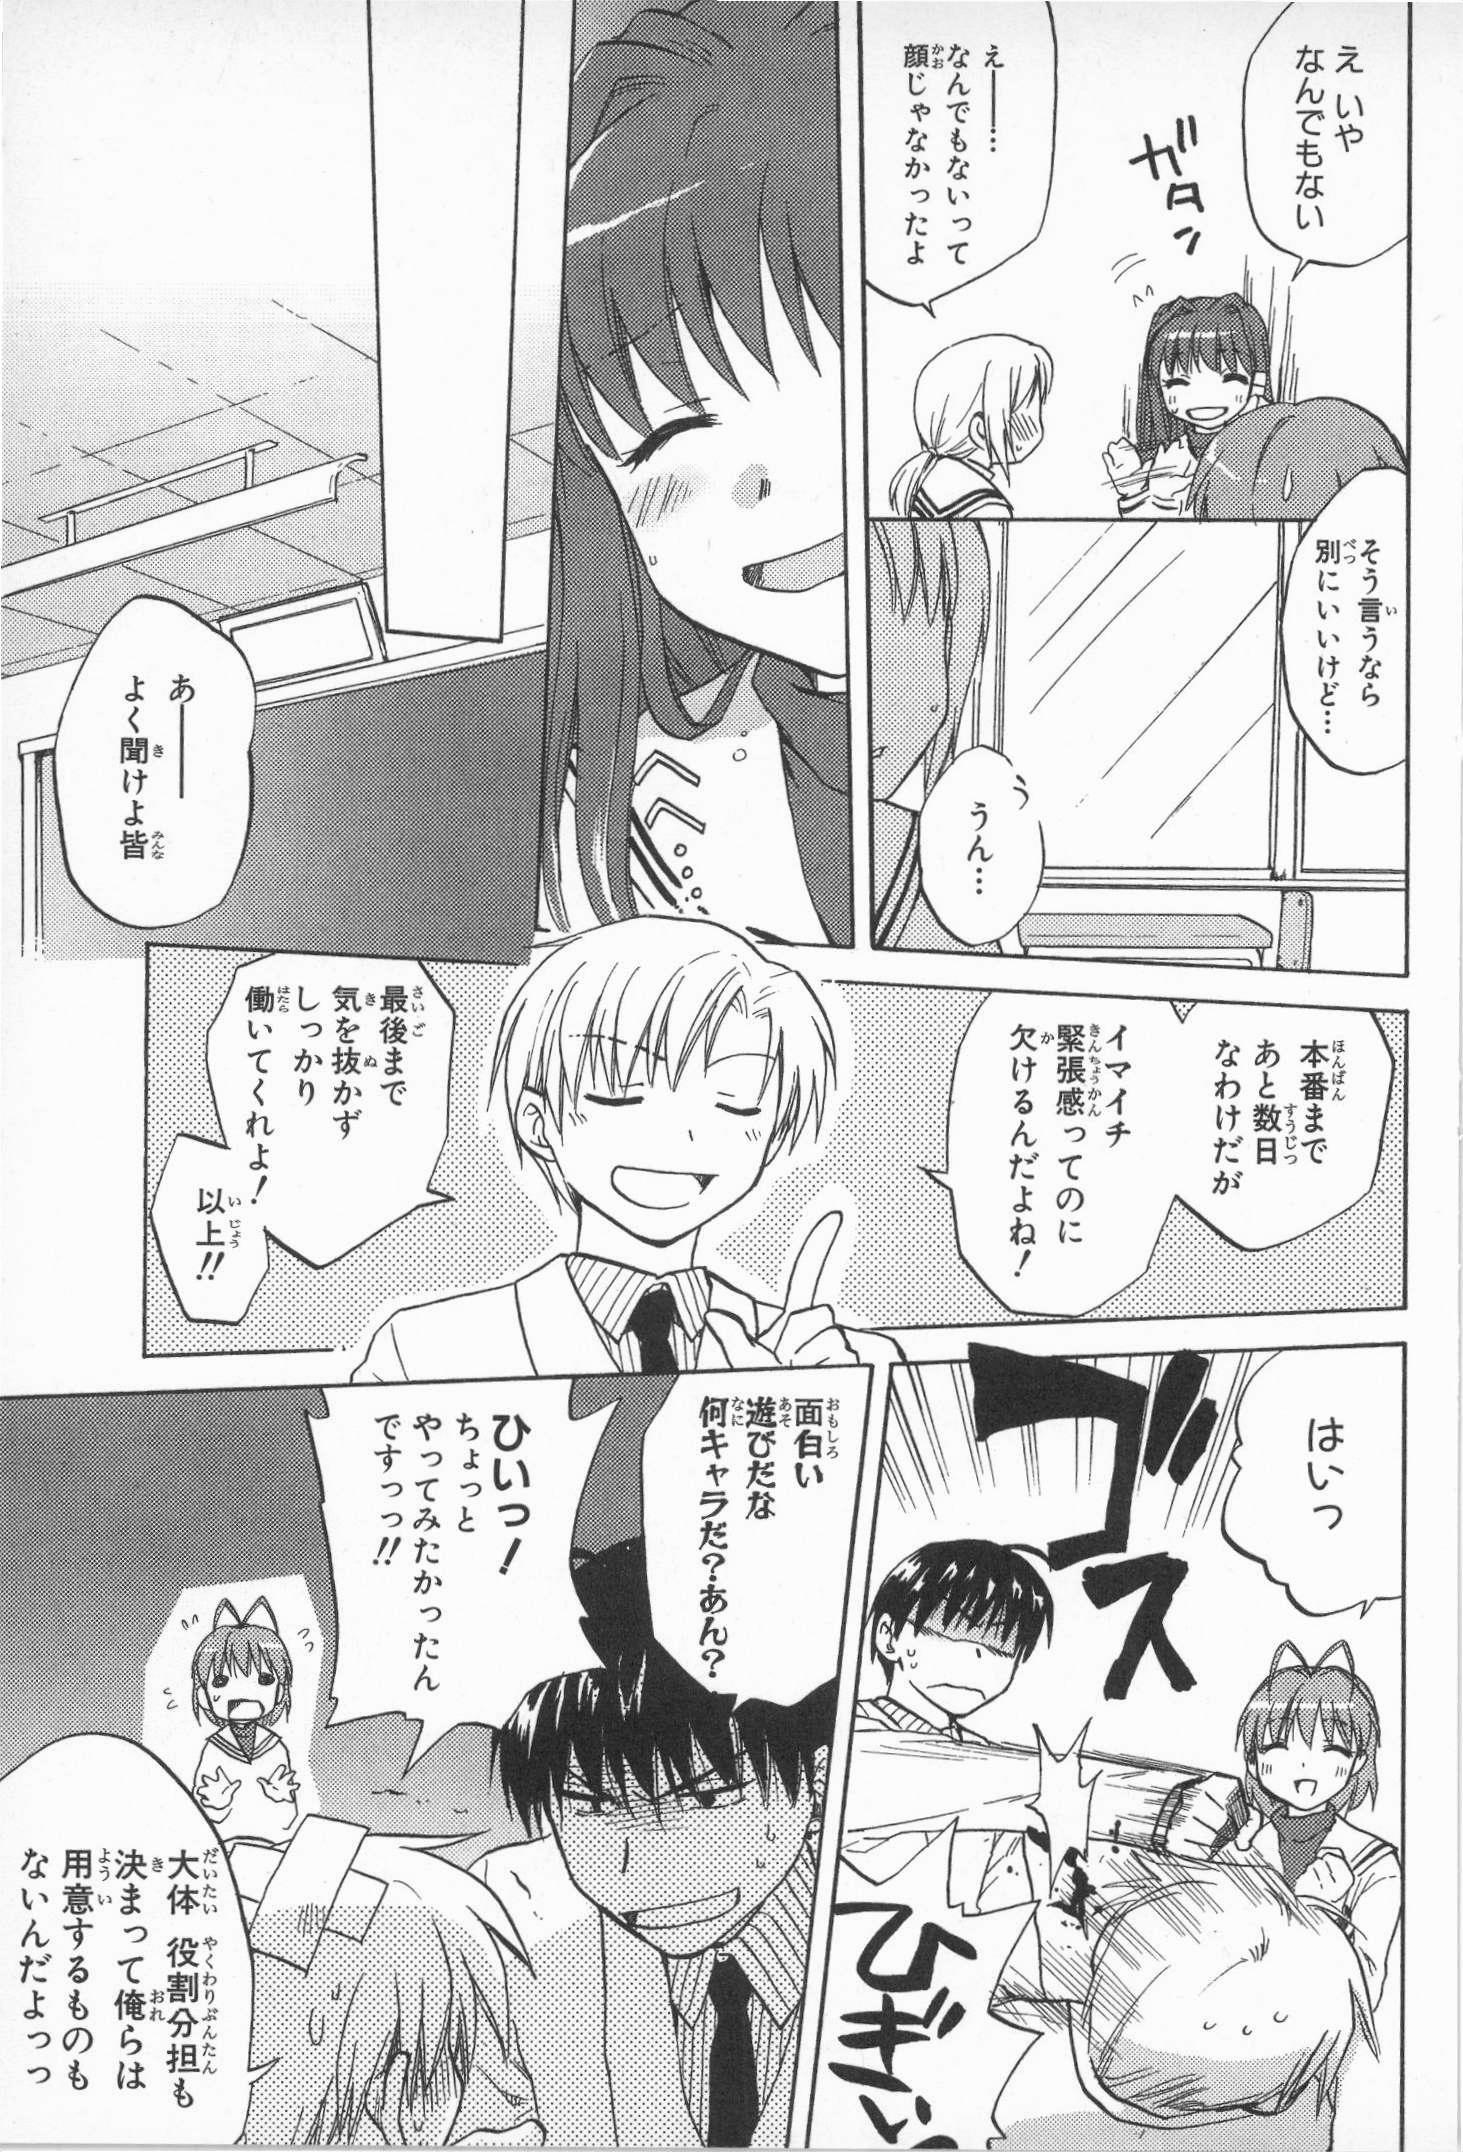 え いや
なんでもない
ガタン
え――…
なんでもないって
顔じゃなかったよ
そう言うなら
別にいいけど…
う
うん…
あ――
よく聞けよ皆
本番まで
あと数日
なわけだが
イマイチ
緊張感ってのに
欠けるんだよね!
最後まで
気を抜かず
しっかり
働いてくれよ!
以上!!
はいっ
ゴスッ
ひぎいぃ
面白い
遊びだな
何キャラだ?あん?
ひいっ!
ちょっと
やってみたかったん
ですっっ!!
大体 役割分担も
決まって俺らは
用意するものも
ないんだよっっ